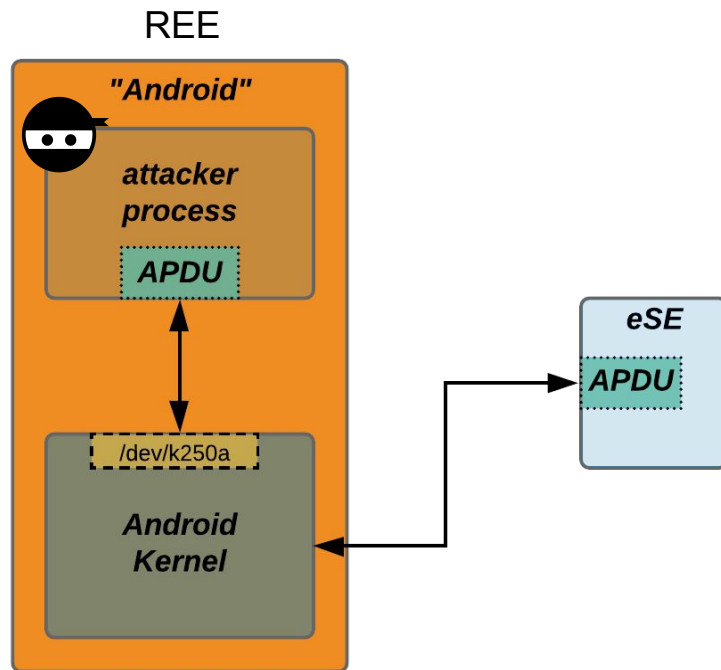 REE
"Android"
attacker
process
APDU
/dev/k250a
Android
Kernel
eSE
APDU